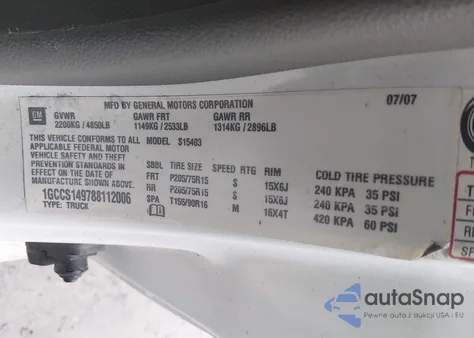 MFD BY GENERAL MOTORS CORPORATION 07/07
GM GVWR GAWR FRT GAWR RR
2200KG / 4850LB 1149KG / 2533LB 1314KG / 2896LB
THIS VEHICLE CONFORMS TO ALL MODEL S15403
APPLICABLE FEDERAL MOTOR
VEHICLE SAFETY, BUMPER, AND
THEFT PREVENTION STANDARDS
IN EFFECT ON THE DATE OF
MANUFACTURE SHOWN ABOVE.
1GCCS149788112006
TYPE: TRUCK
SBBL TIRE SIZE SPEED RTG RIM COLD TIRE PRESSURE
FRT P205/75R15 S 15X6J 240 KPA 35 PSI
RR P205/75R15 S 15X6J 240 KPA 35 PSI
SPA T155/90R16 M 16X4T 420 KPA 60 PSI
T
F
RE
SP
autoSnap
Pewne auta z aukcji USA i EU